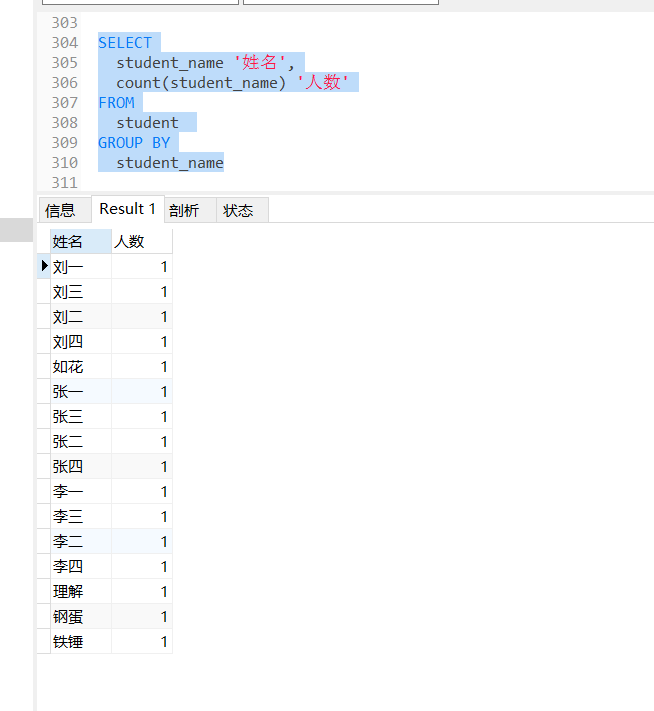 303
304 SELECT
305 student_name '姓名',
306 count(student_name) '人数'
307 FROM
308 student
309 GROUP BY
310 student_name
311
信息 Result 1 剖析 状态
姓名 人数
刘一 1
刘三 1
刘二 1
刘四 1
如花 1
张一 1
张三 1
张二 1
张四 1
李一 1
李三 1
李二 1
李四 1
理解 1
钢蛋 1
铁锤 1